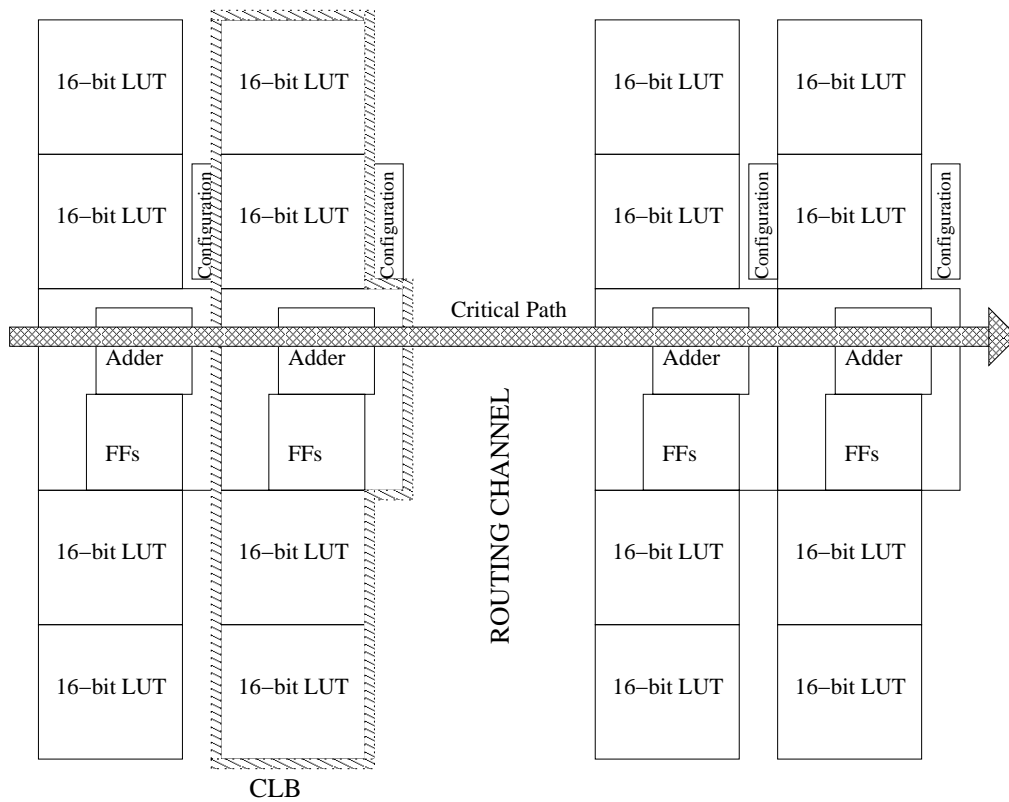 16−bit LUT 16−bit LUT 16−bit LUT 16−bit LUT
16−bit LUT 16−bit LUT 16−bit LUT 16−bit LUT
Configuration Configuration Configuration Configuration
Critical Path
Adder Adder Adder Adder
FFs FFs FFs FFs
ROUTING CHANNEL
16−bit LUT 16−bit LUT 16−bit LUT 16−bit LUT
16−bit LUT 16−bit LUT 16−bit LUT 16−bit LUT
CLB